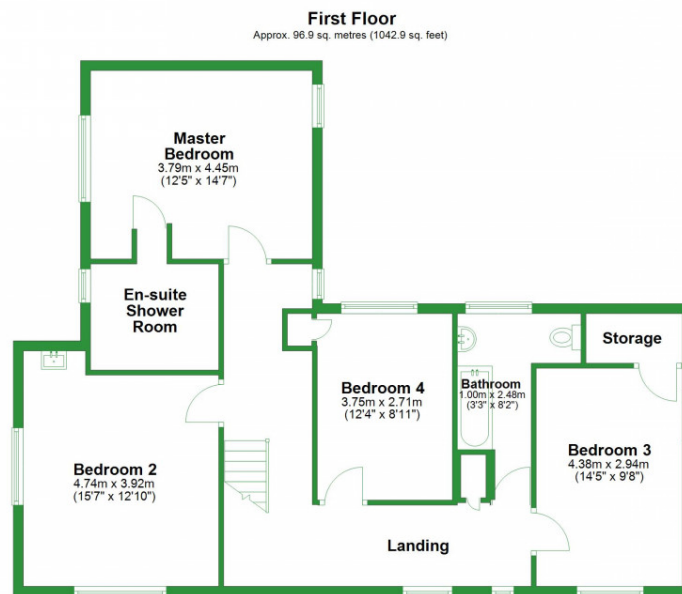 First Floor
Approx. 96.9 sq. metres (1042.9 sq. feet)
Master
Bedroom
3.79m x 4.45m
(12'5" x 14'7")
En-suite
Shower
Room
Storage
Bedroom 4
3.75m x 2.71m
(12'4" x 8'11")
Bathroom
1.00m x 2.48m
(3'3" x 8'2")
Bedroom 3
4.38m x 2.94m
(14'5" x 9'8")
Bedroom 2
4.74m x 3.92m
(15'7" x 12'10")
Landing